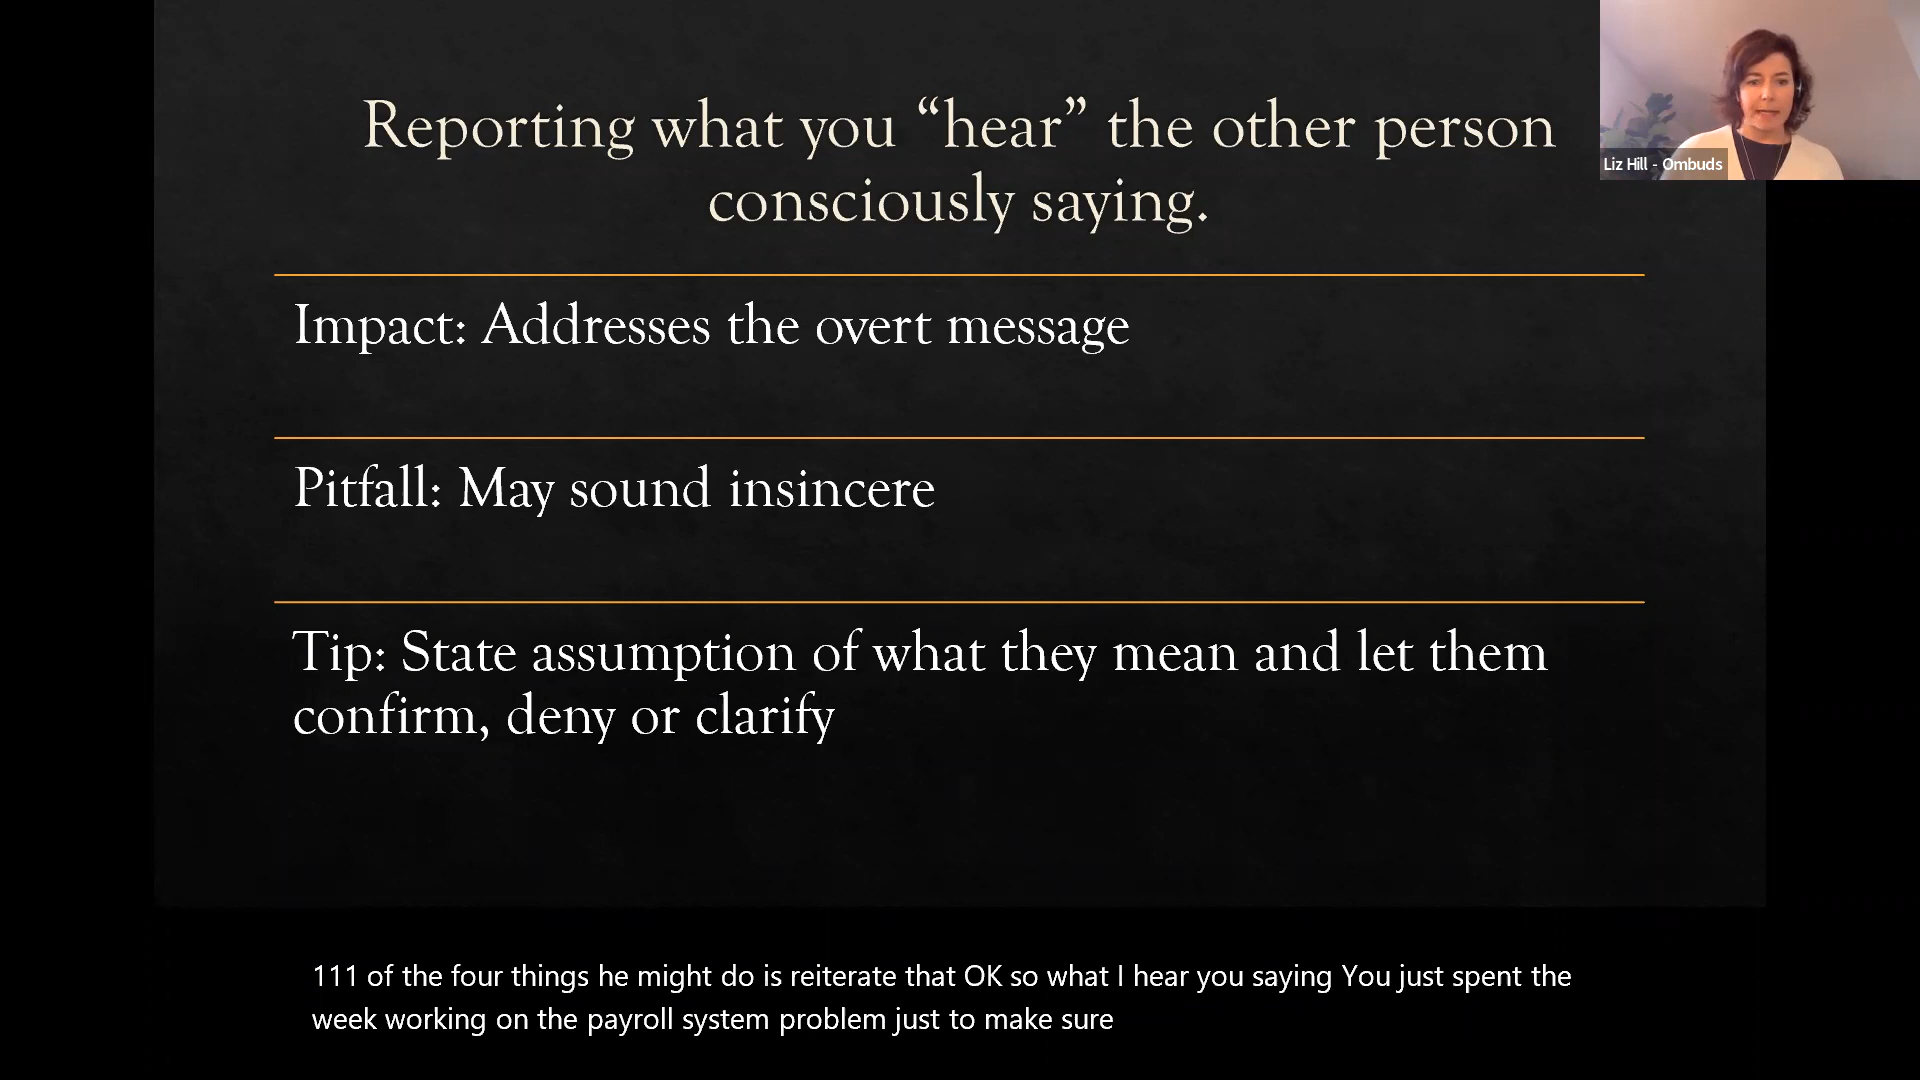 Reporting what you “hear” the other person
consciously saying.
Liz Hill - Ombuds
Impact: Addresses the overt message
Pitfall: May sound insincere
Tip: State assumption of what they mean and let them
confirm, deny or clarify
111 of the four things he might do is reiterate that OK so what I hear you saying You just spent the
week working on the payroll system problem just to make sure